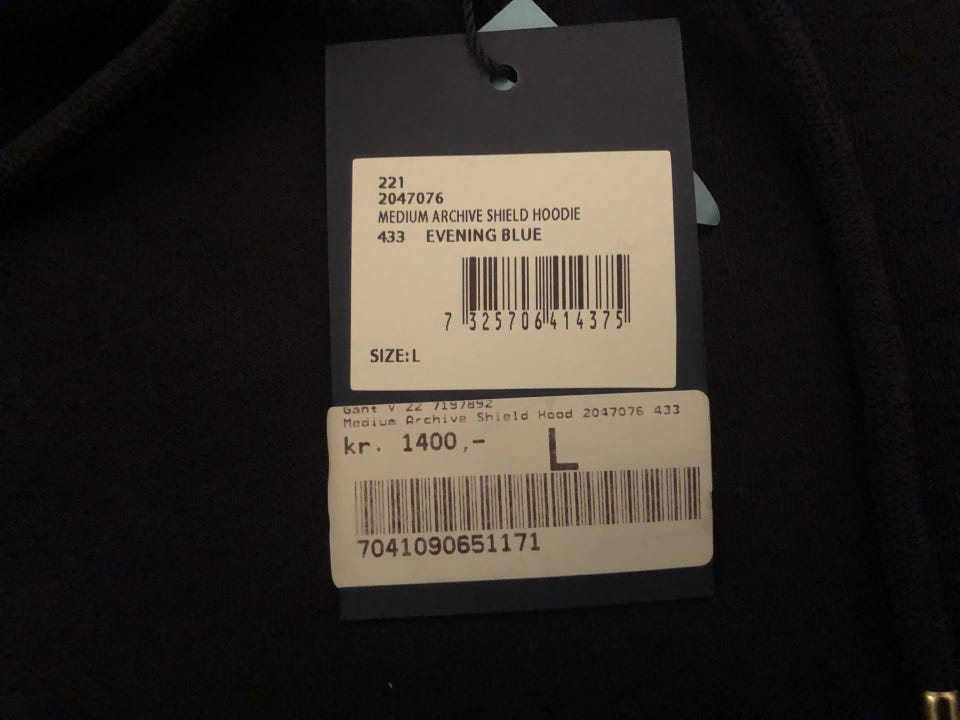 221
2047076
MEDIUM ARCHIVE SHIELD HOODIE
433 EVENING BLUE
7 325706 414375
SIZE: L
Gant V 22 7197892
Medium Archive Shield Hood 2047076 433
kr. 1400,-
L
7041090651171